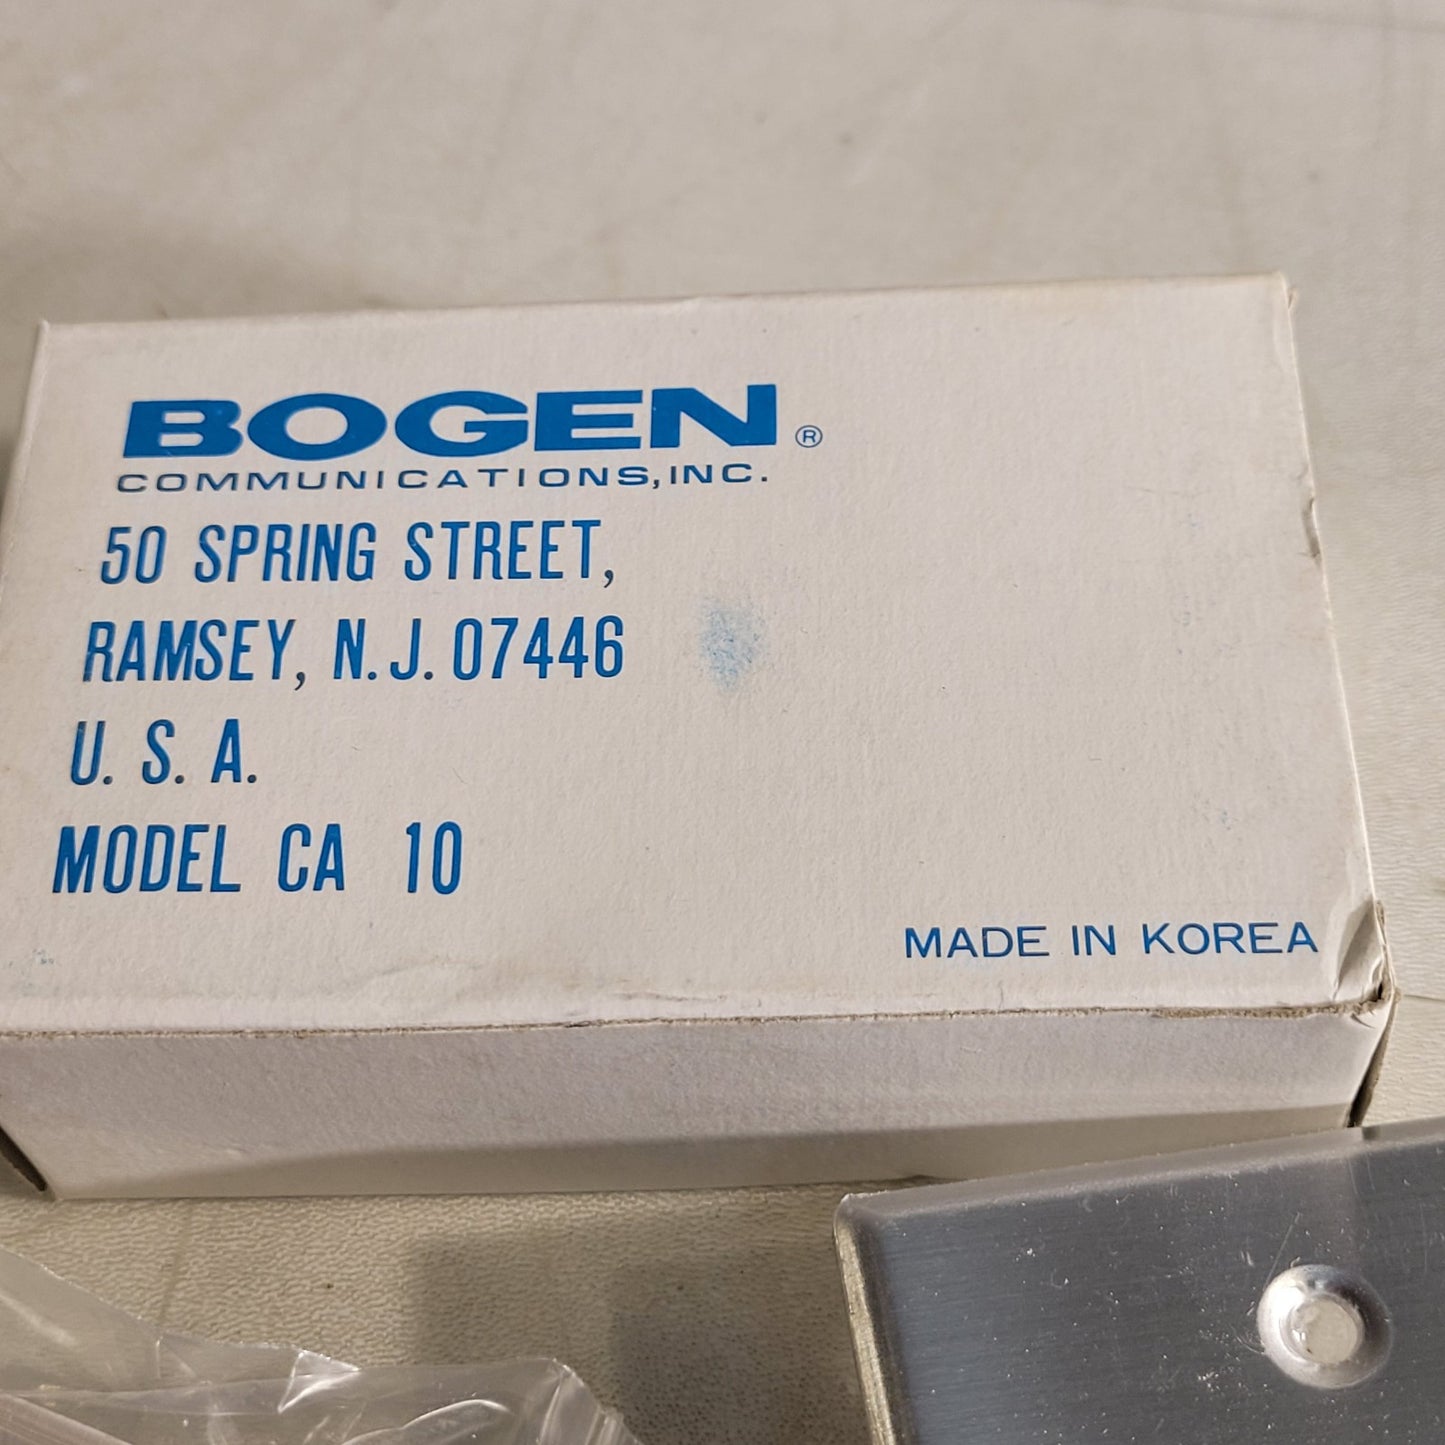 BOGEN®
COMMUNICATIONS, INC.
50 SPRING STREET,
RAMSEY, N.J. 07446
U. S. A.
MODEL CA 10
MADE IN KOREA